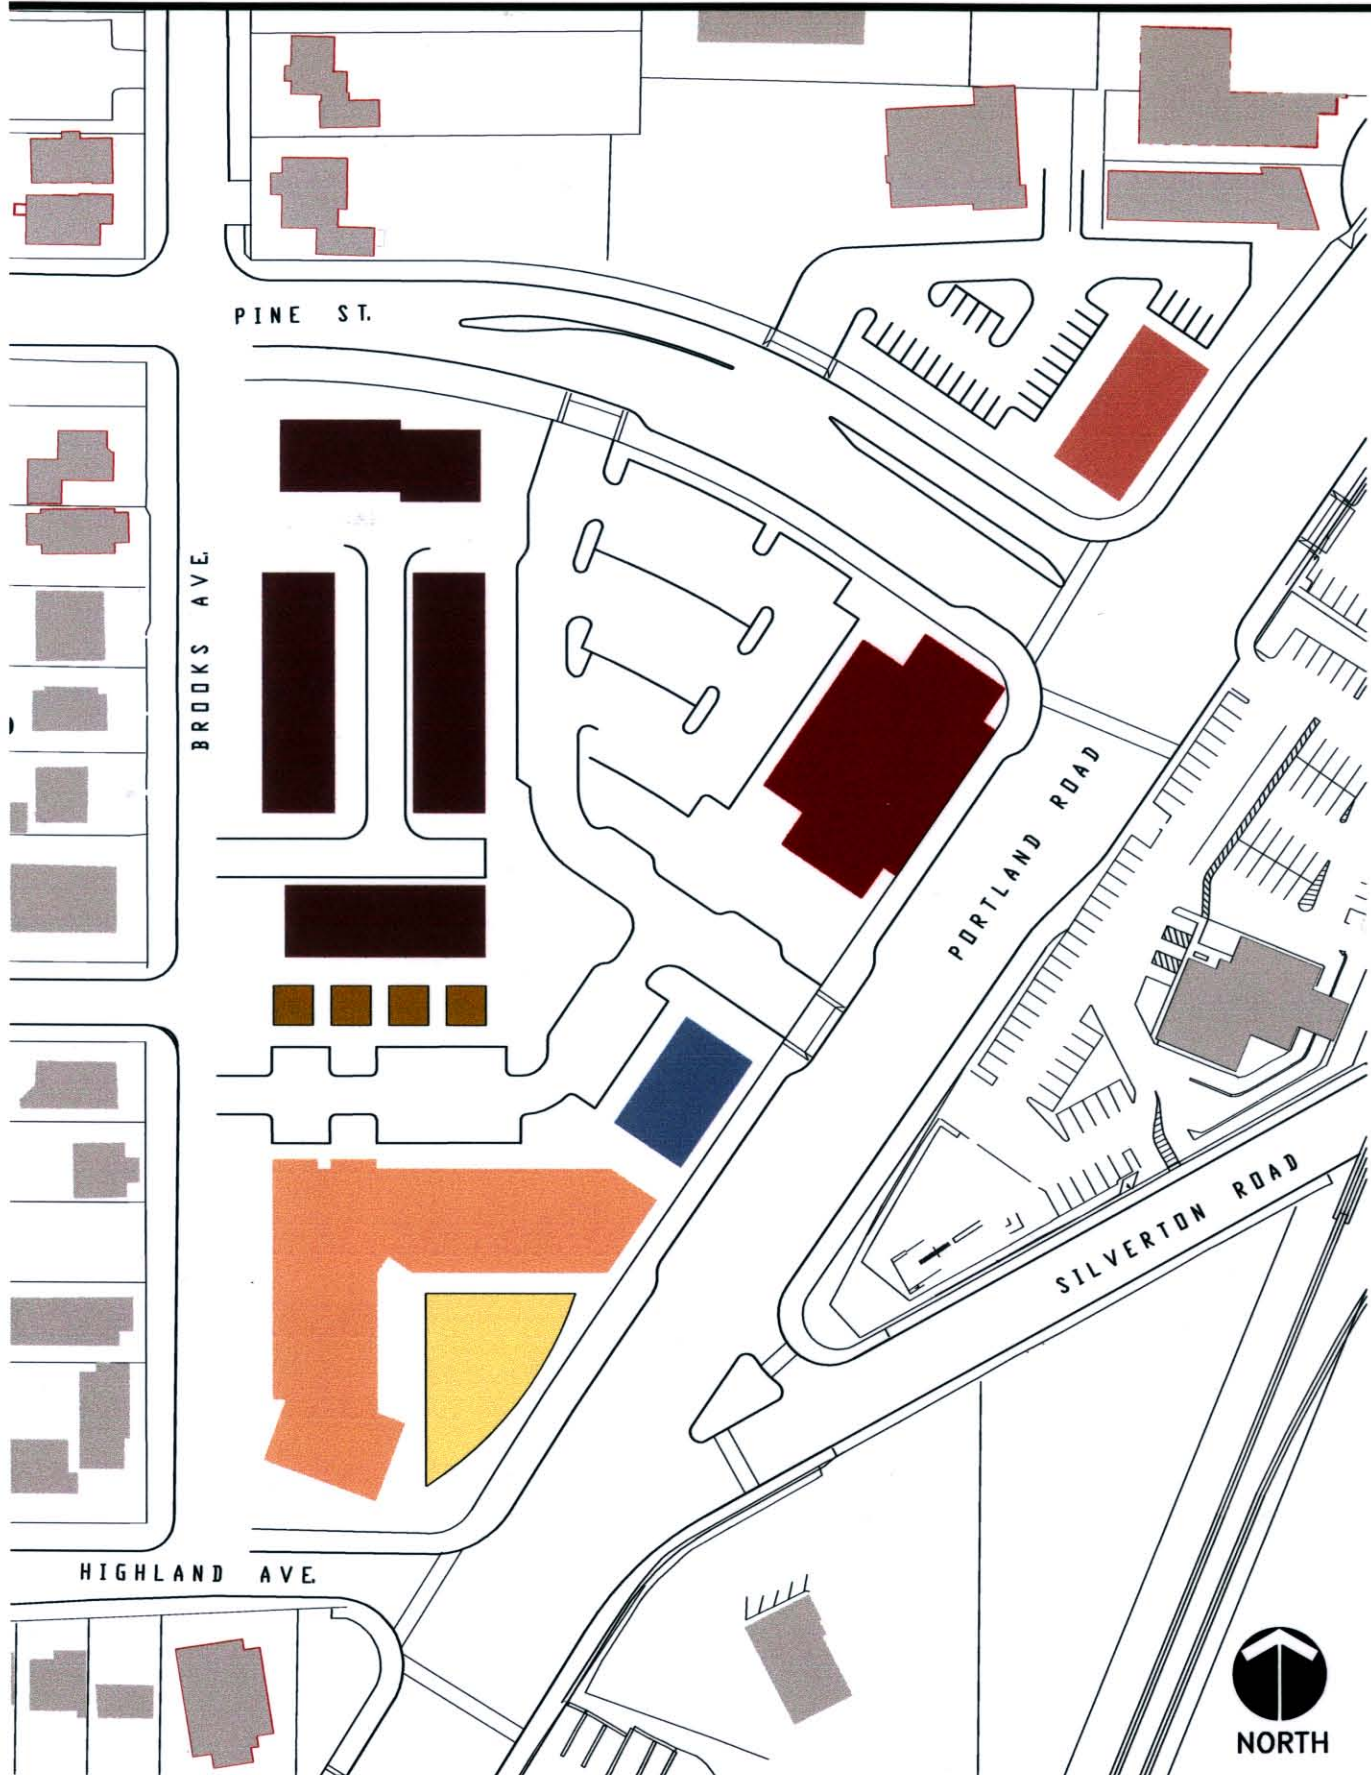 PINE ST.
BROOKS AVE.
PORTLAND ROAD
SILVERTON ROAD
HIGHLAND AVE.
NORTH